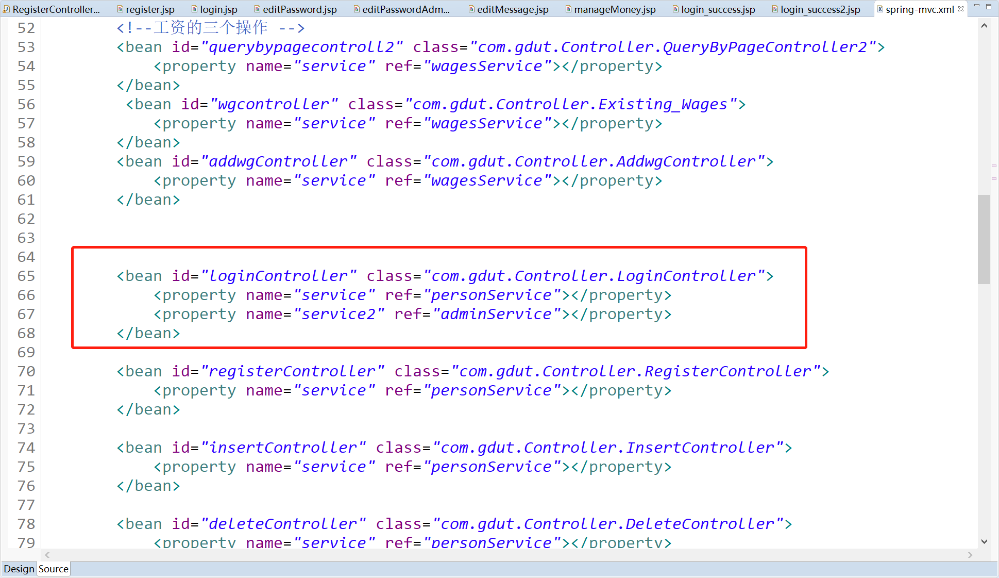 RegisterController... register.jsp login.jsp editPassword.jsp editPasswordAdm... editMessage.jsp manageMoney.jsp login_success.jsp login_success2.jsp spring-mvc.xml
52 <!--工资的三个操作 -->
53 <bean id="querybypagecontroll2" class="com.gdut.Controller.QueryByPageController2">
54 <property name="service" ref="wagesService"></property>
55 </bean>
56 <bean id="wgcontroller" class="com.gdut.Controller.Existing_Wages">
57 <property name="service" ref="wagesService"></property>
58 </bean>
59 <bean id="addwgController" class="com.gdut.Controller.AddwgController">
60 <property name="service" ref="wagesService"></property>
61 </bean>
62
63
64
65 <bean id="loginController" class="com.gdut.Controller.LoginController">
66 <property name="service" ref="personService"></property>
67 <property name="service2" ref="adminService"></property>
68 </bean>
69
70 <bean id="registerController" class="com.gdut.Controller.RegisterController">
71 <property name="service" ref="personService"></property>
72 </bean>
73
74 <bean id="insertController" class="com.gdut.Controller.InsertController">
75 <property name="service" ref="personService"></property>
76 </bean>
77
78 <bean id="deleteController" class="com.gdut.Controller.DeleteController">
79 <property name="service" ref="personService"></property>
Design Source